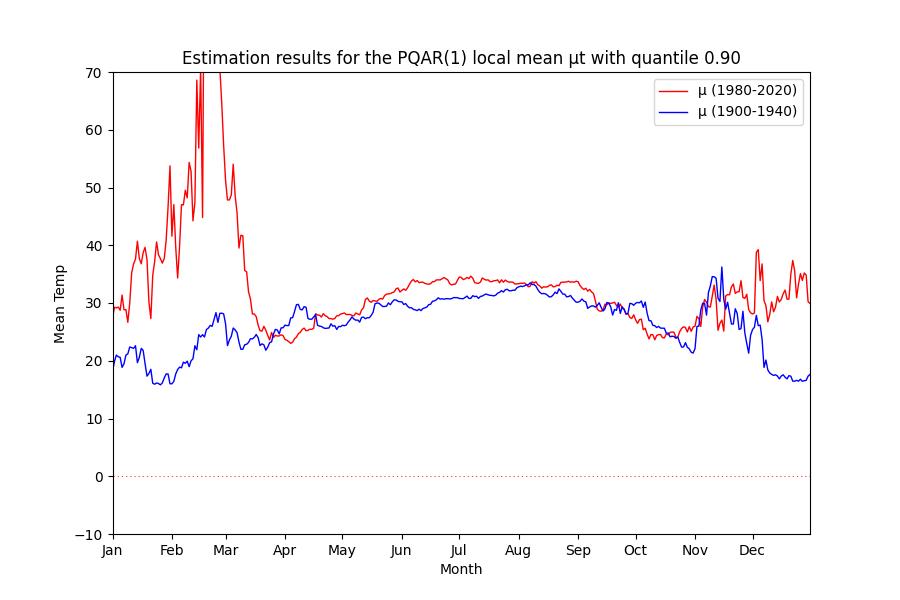 Estimation results for the PQAR(1) local mean μt with quantile 0.90
70
60
50
40
30
20
10
0
−10
Mean Temp
μ (1980-2020)
μ (1900-1940)
Jan Feb Mar Apr May Jun Jul Aug Sep Oct Nov Dec
Month